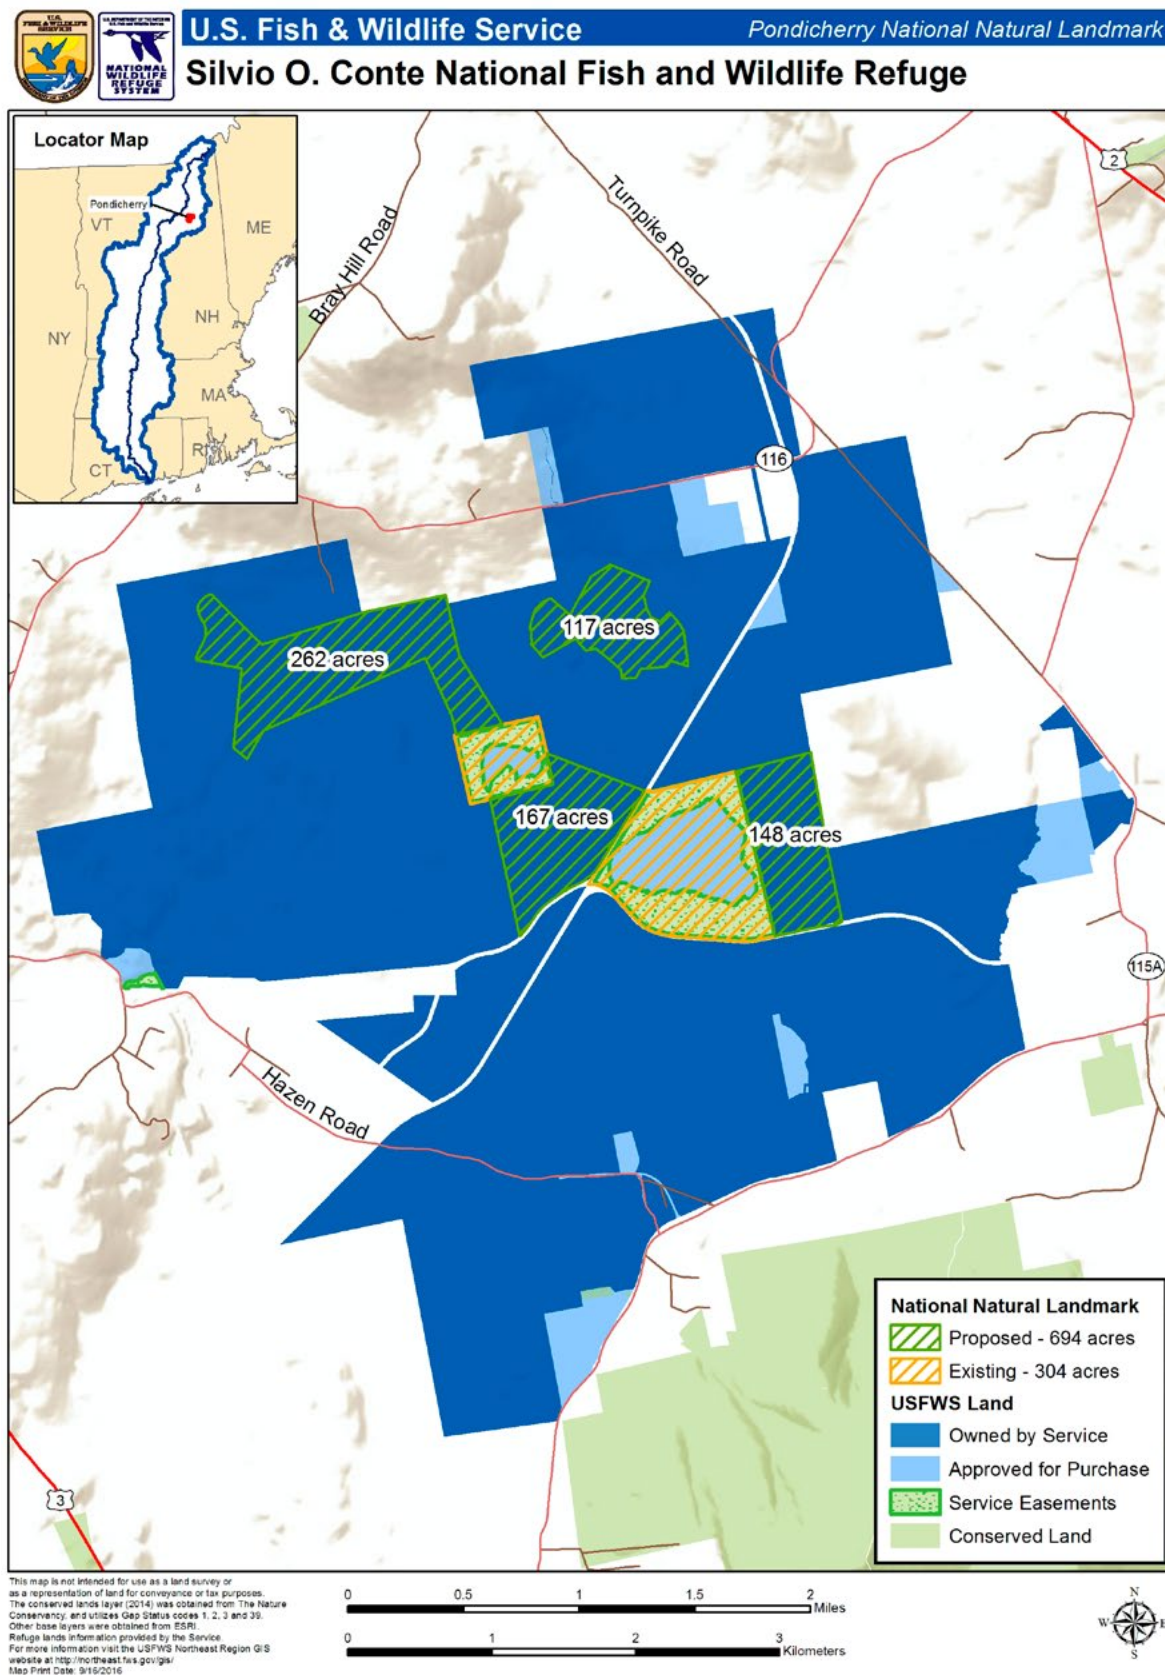 U.S.
FISH & WILDLIFE
SERVICE
NATIONAL
WILDLIFE
REFUGE
SYSTEM
U.S. Fish & Wildlife Service
Pondicherry National Natural Landmark
Silvio O. Conte National Fish and Wildlife Refuge
Locator Map
Pondicherry
VT
ME
NH
NY
MA
CT
RI
Bray Hill Road
Turnpike Road
2
116
117 acres
262 acres
167 acres
148 acres
115A
Hazen Road
3
National Natural Landmark
Proposed - 694 acres
Existing - 304 acres
USFWS Land
Owned by Service
Approved for Purchase
Service Easements
Conserved Land
This map is not intended for use as a land survey or
as a representation of land for conveyance or tax purposes.
The conserved lands layer (2014) was obtained from The Nature
Conservancy, and utilizes Gap Status codes 1, 2, 3 and 39.
Other base layers were obtained from ESRI.
Refuge lands information provided by the Service.
For more information visit the USFWS Northeast Region GIS
website at http://northeast.fws.gov/gis/
Map Print Date: 9/16/2016
0 0.5 1 1.5 2
Miles
0 1 2 3
Kilometers
N
W E
S